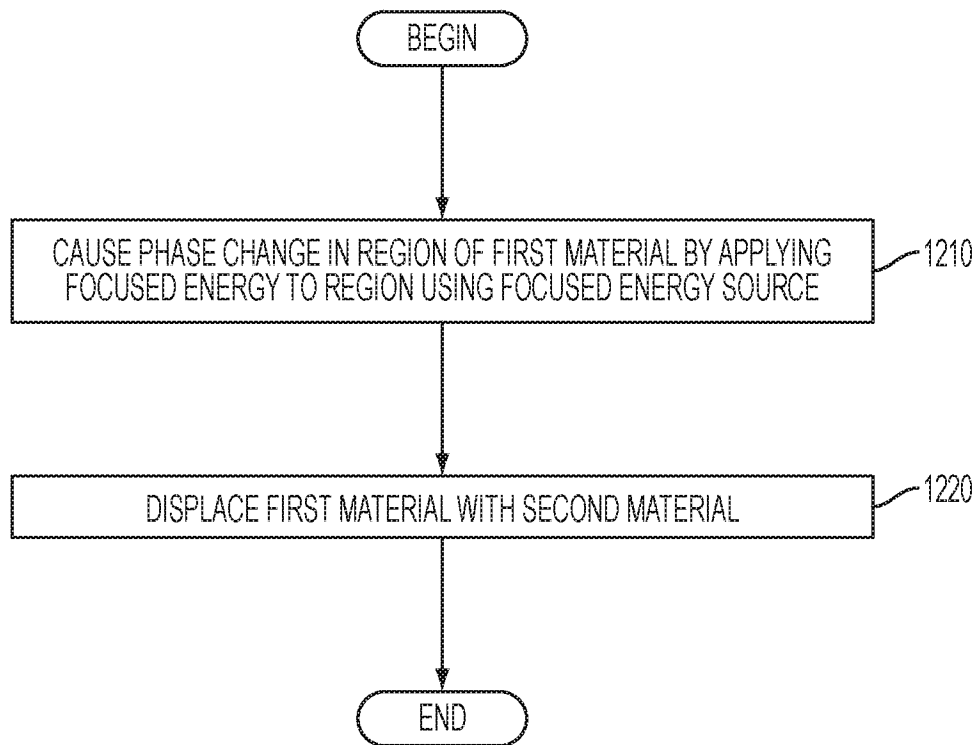 BEGIN
CAUSE PHASE CHANGE IN REGION OF FIRST MATERIAL BY APPLYING
FOCUSED ENERGY TO REGION USING FOCUSED ENERGY SOURCE
1210
DISPLACE FIRST MATERIAL WITH SECOND MATERIAL
1220
END